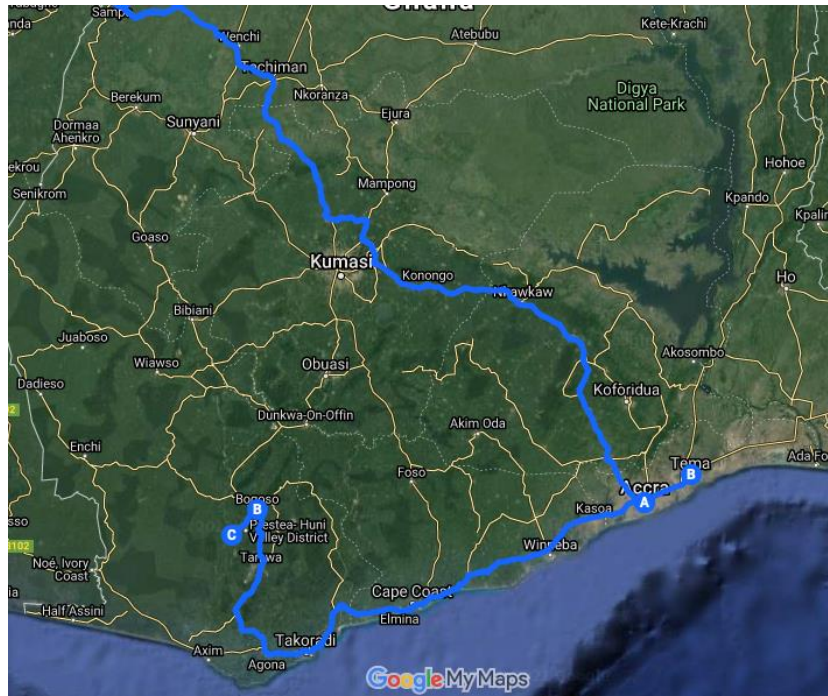 Ghana
Sampa
Wenchi
Techiman
Atebubu
Kete-Krachi
Digya
National Park
Berekum
Nkoranza
Ejura
Dormaa
Ahenkro
Sunyani
Hohoe
Senikrom
Mampong
Kpando
Goaso
Kumasi
Konongo
Nkawkaw
Ho
Bibiani
Juaboso
Obuasi
Akosombo
Wiawso
Dadieso
Koforidua
Dunkwa-On-Offin
Akim Oda
Enchi
Foso
Tema
B
Accra
A
Ada Fo
Bogoso
B
Kasoa
C
Prestea- Huni
Valley District
Tarkwa
Winneba
Noé, Ivory
Coast
Cape Coast
Elmina
Half Assini
Takoradi
Axim
Agona
Google My Maps